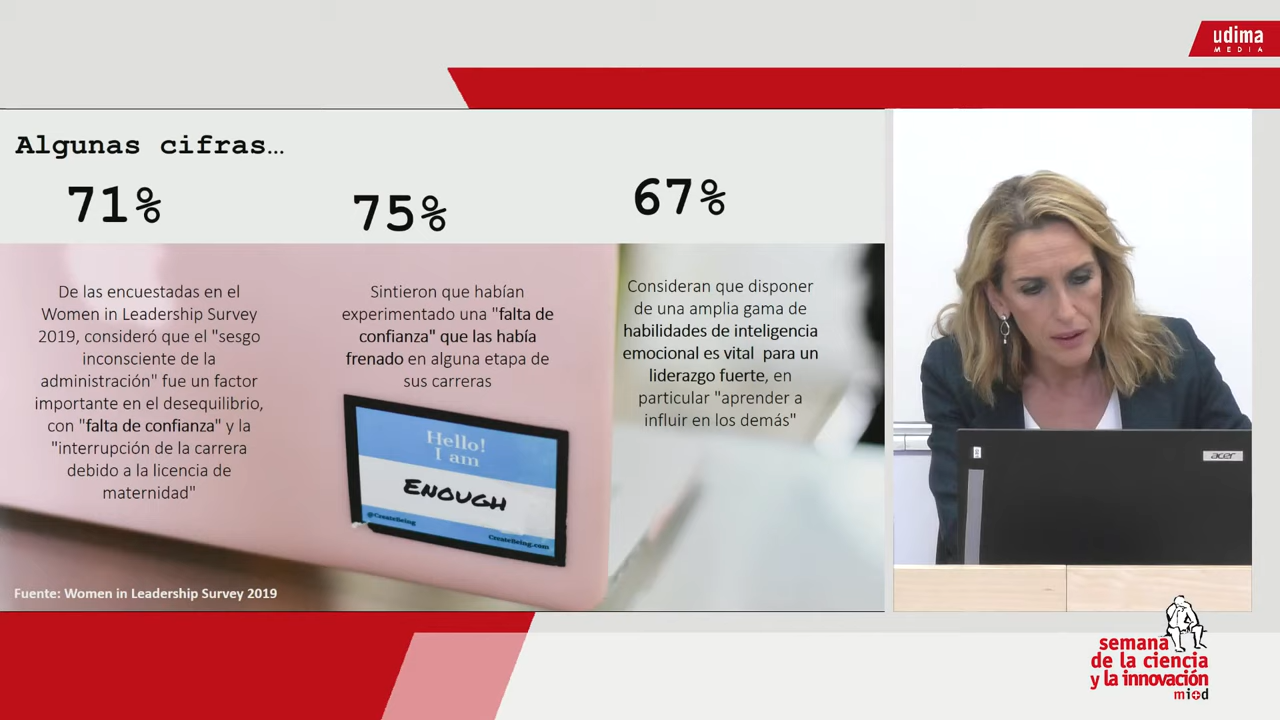 udima
MEDIA
Algunas cifras…
71%
75%
67%
De las encuestadas en el
Women in Leadership Survey
2019, consideró que el "sesgo
inconsciente de la
administración" fue un factor
importante en el desequilibrio,
con "falta de confianza" y la
"interrupción de la carrera
debido a la licencia de
maternidad"
Sintieron que habían
experimentado una "falta de
confianza" que las había
frenado en alguna etapa de
sus carreras
Consideran que disponer
de una amplia gama de
habilidades de inteligencia
emocional es vital para un
liderazgo fuerte, en
particular "aprender a
influir en los demás"
Hello!
I am
ENOUGH
@CreateBeing
CreateBeing.com
Fuente: Women in Leadership Survey 2019
acer
semana
de la ciencia
y la innovación
mi+d